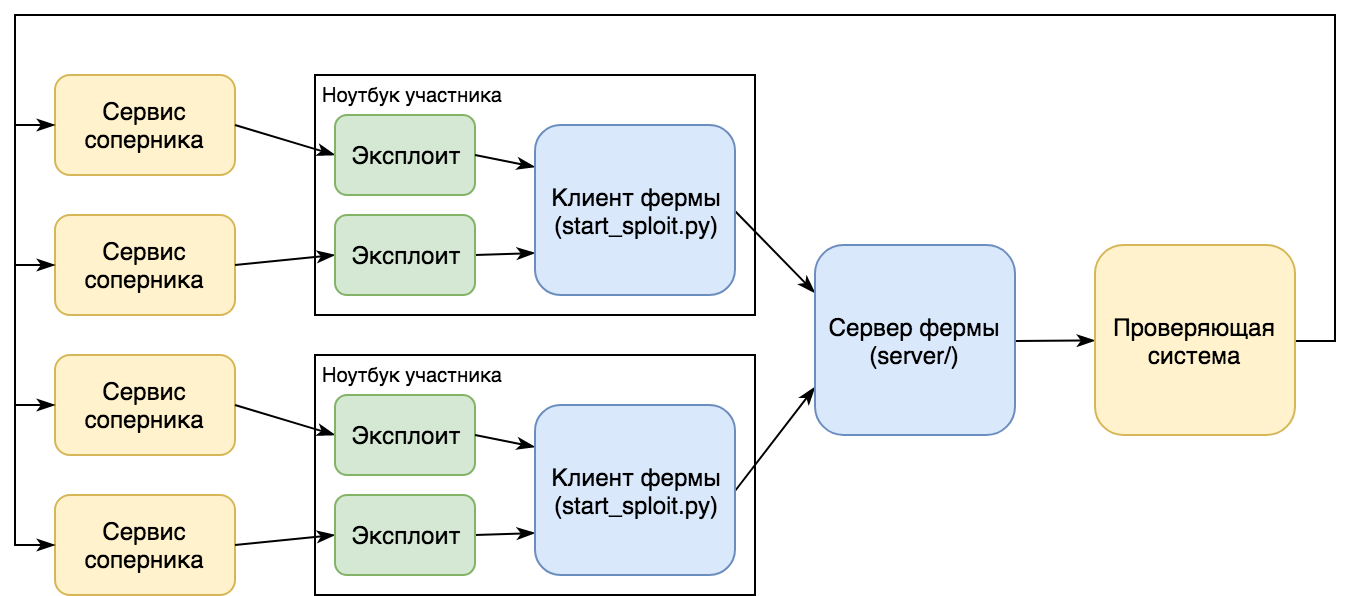 Сервис
соперника
Сервис
соперника
Сервис
соперника
Сервис
соперника
Ноутбук участника
Эксплоит
Эксплоит
Клиент фермы
(start_sploit.py)
Ноутбук участника
Эксплоит
Эксплоит
Клиент фермы
(start_sploit.py)
Сервер фермы
(server/)
Проверяющая
система